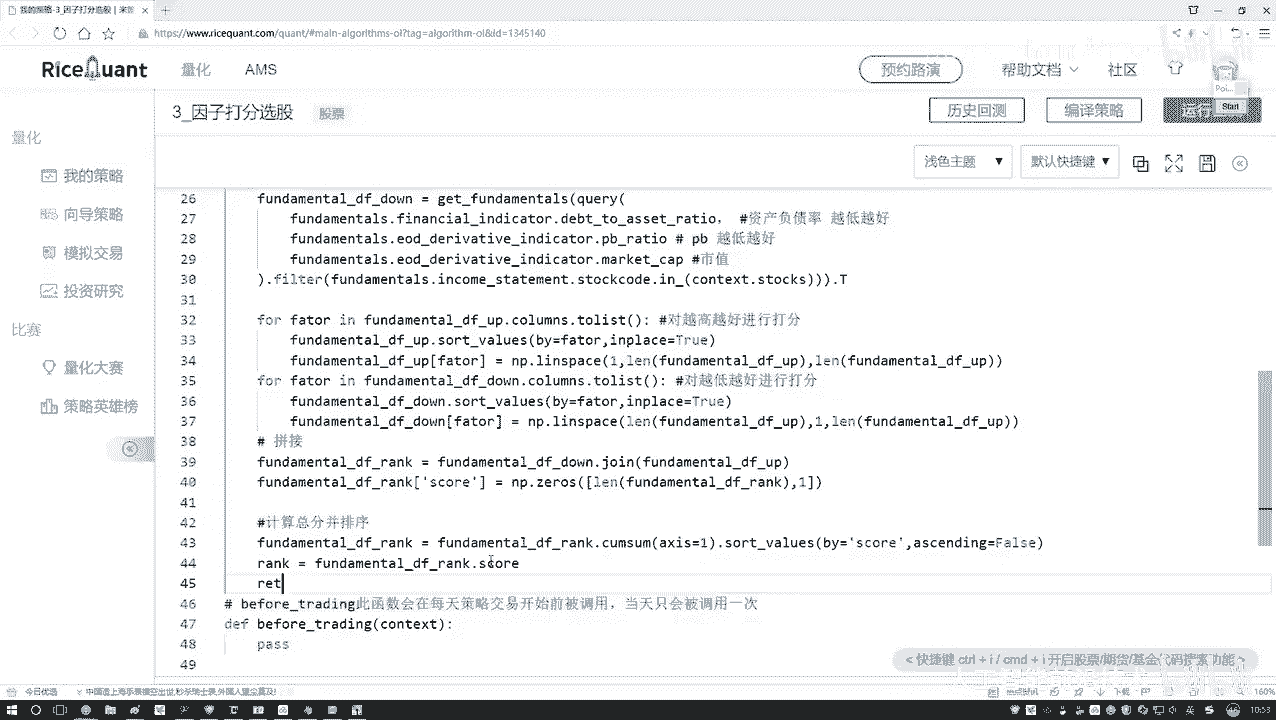 我的策略-3_因子打分选股 | 米筐
https://www.ricequant.com/quant/#main-algorithms-ol?tag=algorithm-ol&id=1345140
RiceQuant 量化 AMS 预约路演 帮助文档 社区
Poi...
Start
3_因子打分选股 股票 历史回测 编译策略
浅色主题 默认快捷键
量化
我的策略
向导策略
模拟交易
投资研究
比赛
量化大赛
策略英雄榜
26 fundamental_df_down = get_fundamentals(query(
27 fundamentals.financial_indicator.debt_to_asset_ratio， #资产负债率 越低越好
28 fundamentals.eod_derivative_indicator.pb_ratio # pb 越低越好
29 fundamentals.eod_derivative_indicator.market_cap #市值
30 ).filter(fundamentals.income_statement.stockcode.in_(context.stocks))).T
31
32 for fator in fundamental_df_up.columns.tolist(): #对越高越好进行打分
33 fundamental_df_up.sort_values(by=fator,inplace=True)
34 fundamental_df_up[fator] = np.linspace(1,len(fundamental_df_up),len(fundamental_df_up))
35 for fator in fundamental_df_down.columns.tolist(): #对越低越好进行打分
36 fundamental_df_down.sort_values(by=fator,inplace=True)
37 fundamental_df_down[fator] = np.linspace(len(fundamental_df_up),1,len(fundamental_df_up))
38 # 拼接
39 fundamental_df_rank = fundamental_df_down.join(fundamental_df_up)
40 fundamental_df_rank['score'] = np.zeros([len(fundamental_df_rank),1])
41
42 #计算总分并排序
43 fundamental_df_rank = fundamental_df_rank.cumsum(axis=1).sort_values(by='score',ascending=False)
44 rank = fundamental_df_rank.score
45 ret
46 # before_trading此函数会在每天策略交易开始前被调用，当天只会被调用一次
47 def before_trading(context):
48 pass
49
< 快捷键 ctrl + i / cmd + i 开启股票/期货/基金代码搜索功能 >
今日优选
160%
10:53